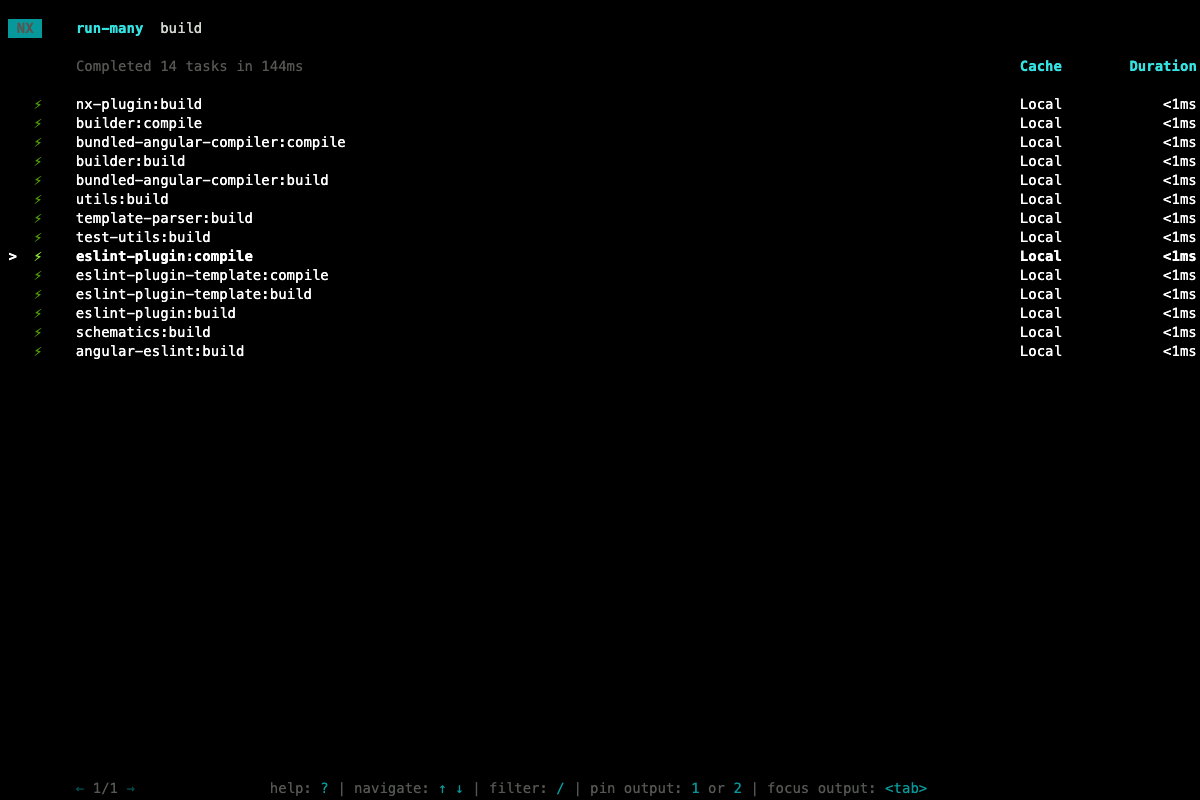 NX run-many build
Completed 14 tasks in 144ms Cache Duration
⚡ nx-plugin:build Local <1ms
⚡ builder:compile Local <1ms
⚡ bundled-angular-compiler:compile Local <1ms
⚡ builder:build Local <1ms
⚡ bundled-angular-compiler:build Local <1ms
⚡ utils:build Local <1ms
⚡ template-parser:build Local <1ms
⚡ test-utils:build Local <1ms
> ⚡ eslint-plugin:compile Local <1ms
⚡ eslint-plugin-template:compile Local <1ms
⚡ eslint-plugin-template:build Local <1ms
⚡ eslint-plugin:build Local <1ms
⚡ schematics:build Local <1ms
⚡ angular-eslint:build Local <1ms
← 1/1 → help: ? | navigate: ↑ ↓ | filter: / | pin output: 1 or 2 | focus output: <tab>